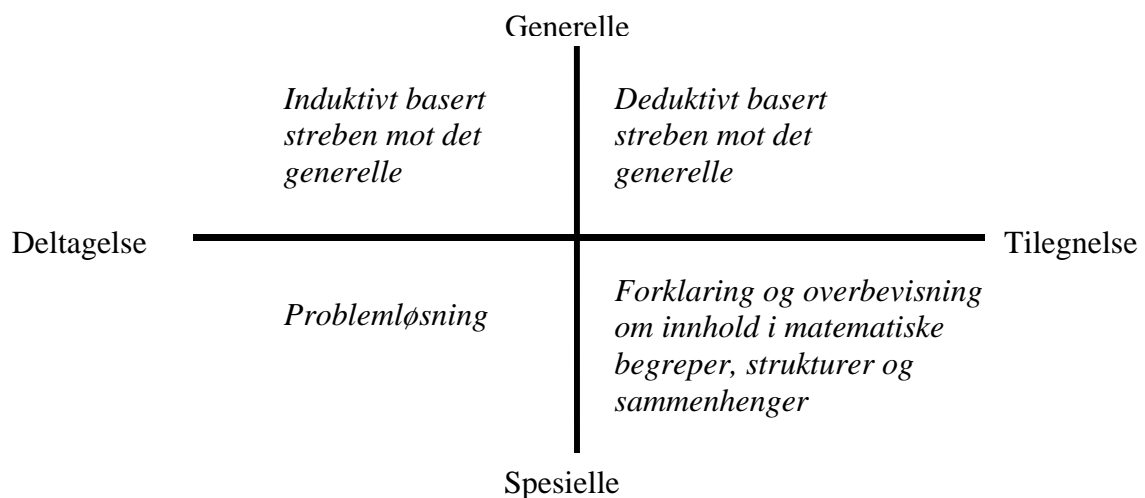 Generelle
Induktivt basert
streben mot det
generelle
Deduktivt basert
streben mot det
generelle
Deltagelse
Tilegnelse
Problemløsning
Forklaring og overbevisning
om innhold i matematiske
begreper, strukturer og
sammenhenger
Spesielle